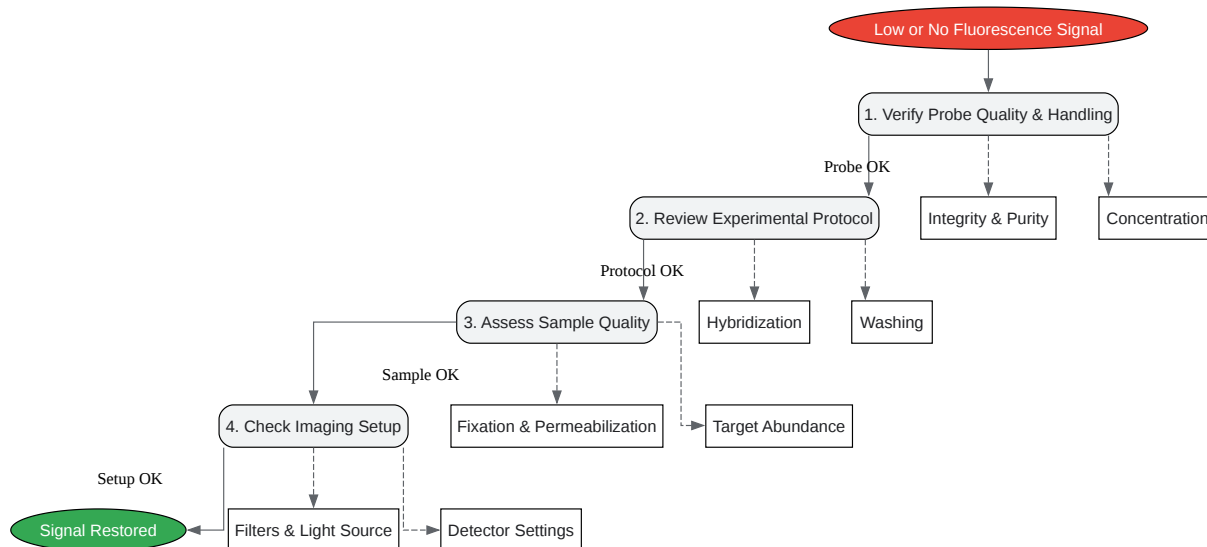 Low or No Fluorescence Signal
1. Verify Probe Quality & Handling
Probe OK
2. Review Experimental Protocol
Integrity & Purity
Concentration
Protocol OK
3. Assess Sample Quality
Hybridization
Washing
Sample OK
4. Check Imaging Setup
Fixation & Permeabilization
Target Abundance
Setup OK
Signal Restored
Filters & Light Source
Detector Settings